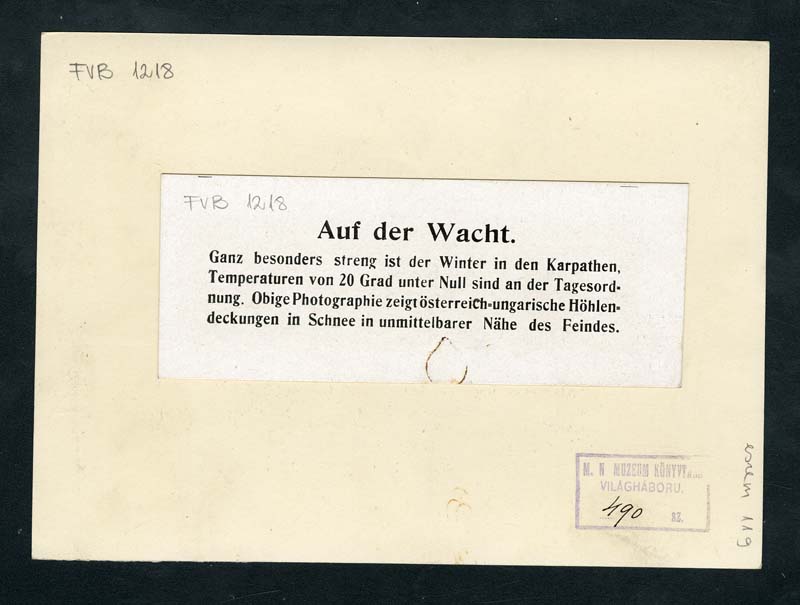 FVB 1218
FVB 1218
Auf der Wacht.
Ganz besonders streng ist der Winter in den Karpathen,
Temperaturen von 20 Grad unter Null sind an der Tagesord-
nung. Obige Photographie zeigt österreich-ungarische Höhlen-
deckungen in Schnee in unmittelbarer Nähe des Feindes.
M. N MUZEUM KÖNYVT
VILÁGHÁBORU.
490 SZ.
119